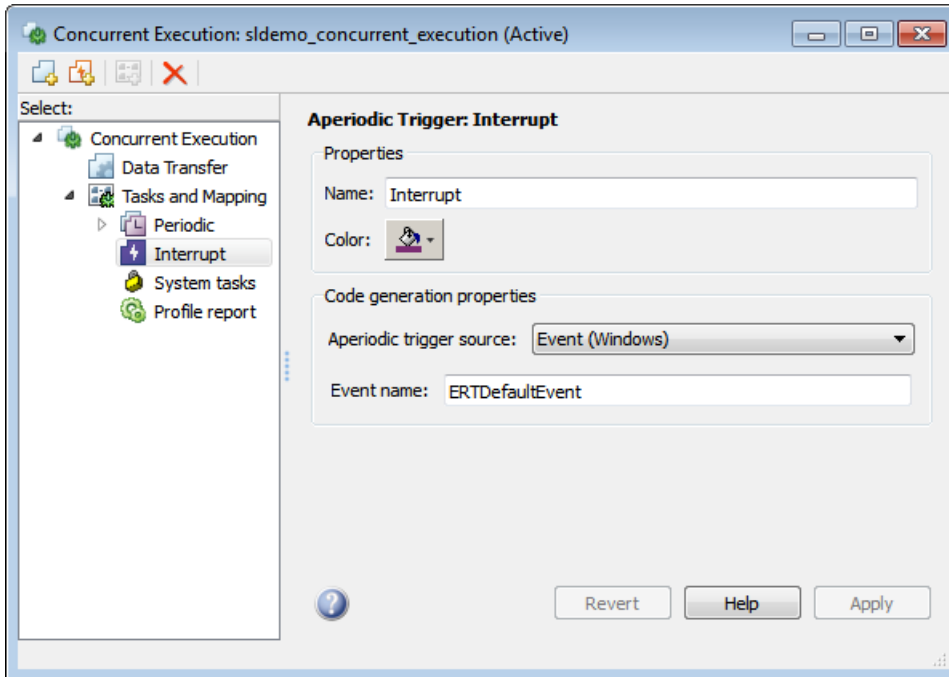 Concurrent Execution: sldemo_concurrent_execution (Active)
Select:
Concurrent Execution
Data Transfer
Tasks and Mapping
Periodic
Interrupt
System tasks
Profile report
Aperiodic Trigger: Interrupt
Properties
Name: Interrupt
Color:
Code generation properties
Aperiodic trigger source: Event (Windows)
Event name: ERTDefaultEvent
? Revert Help Apply